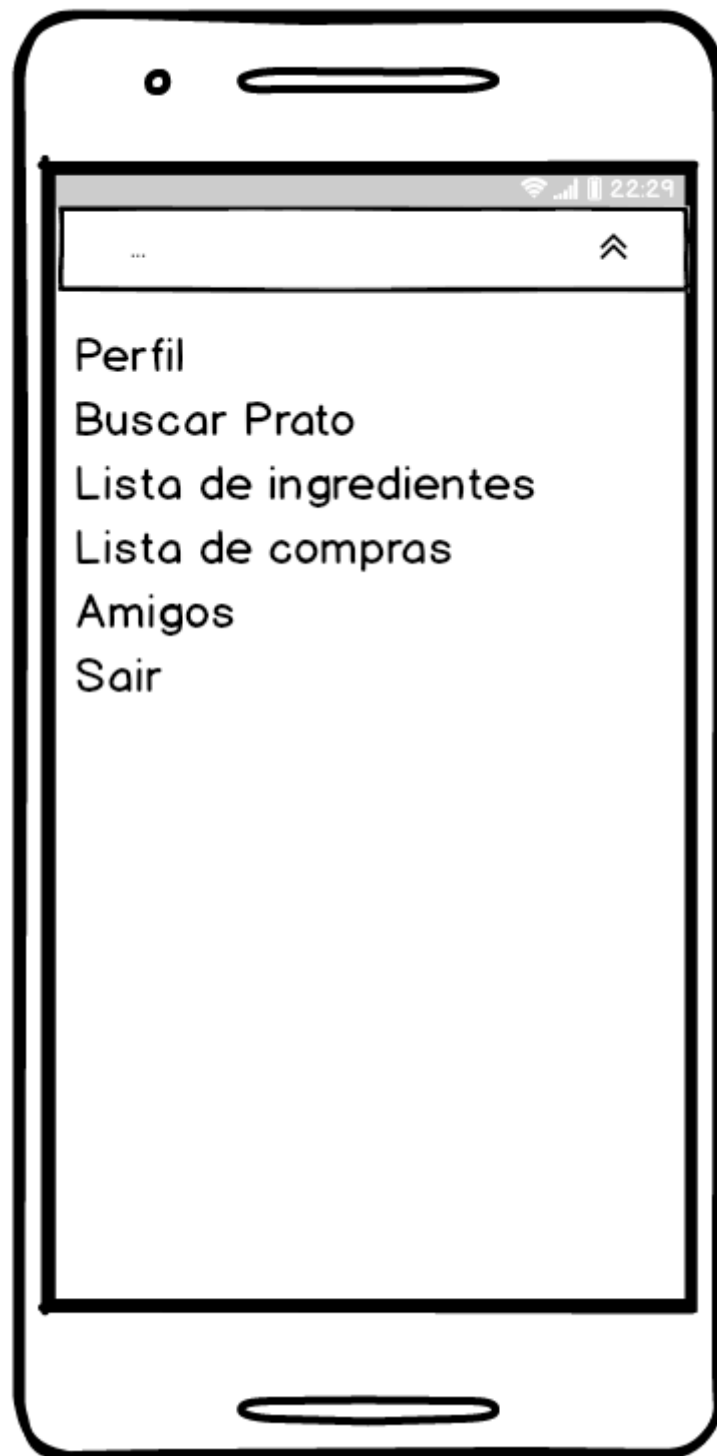 22:29
...
Perfil
Buscar Prato
Lista de ingredientes
Lista de compras
Amigos
Sair